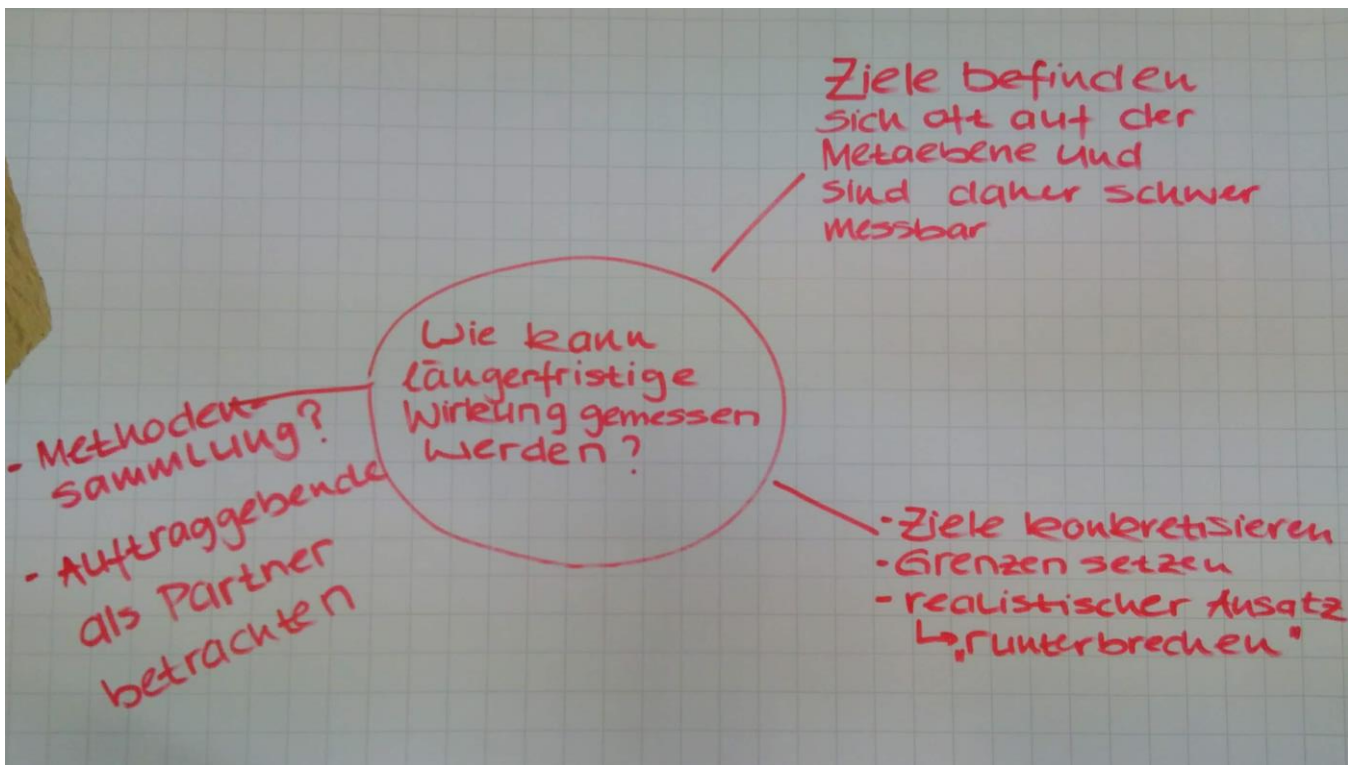 Ziele befinden
sich oft auf der
Metaebene und
sind daher schwer
messbar
Wie kann
längerfristige
Wirkung gemessen
werden?
- Methoden-
sammlung?
- Auftraggebende
als Partner
betrachten
- Ziele konkretisieren
- Grenzen setzen
- realistischer Ansatz
↳ „runterbrechen"